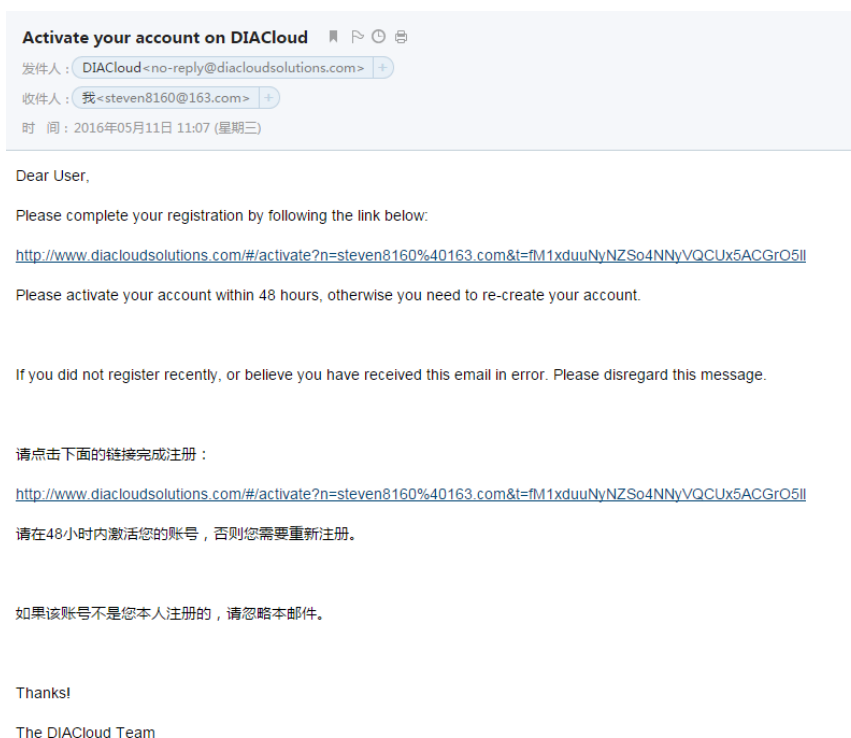 Activate your account on DIACloud
发件人：DIACloud<no-reply@diacloudsolutions.com> +
收件人：我<steven8160@163.com> +
时 间：2016年05月11日 11:07 (星期三)
Dear User,
Please complete your registration by following the link below:
http://www.diacloudsolutions.com/#/activate?n=steven8160%40163.com&t=fM1xduuNyNZSo4NNyVQCUx5ACGrO5Il
Please activate your account within 48 hours, otherwise you need to re-create your account.
If you did not register recently, or believe you have received this email in error. Please disregard this message.
请点击下面的链接完成注册：
http://www.diacloudsolutions.com/#/activate?n=steven8160%40163.com&t=fM1xduuNyNZSo4NNyVQCUx5ACGrO5Il
请在48小时内激活您的账号，否则您需要重新注册。
如果该账号不是您本人注册的，请忽略本邮件。
Thanks!
The DIACloud Team